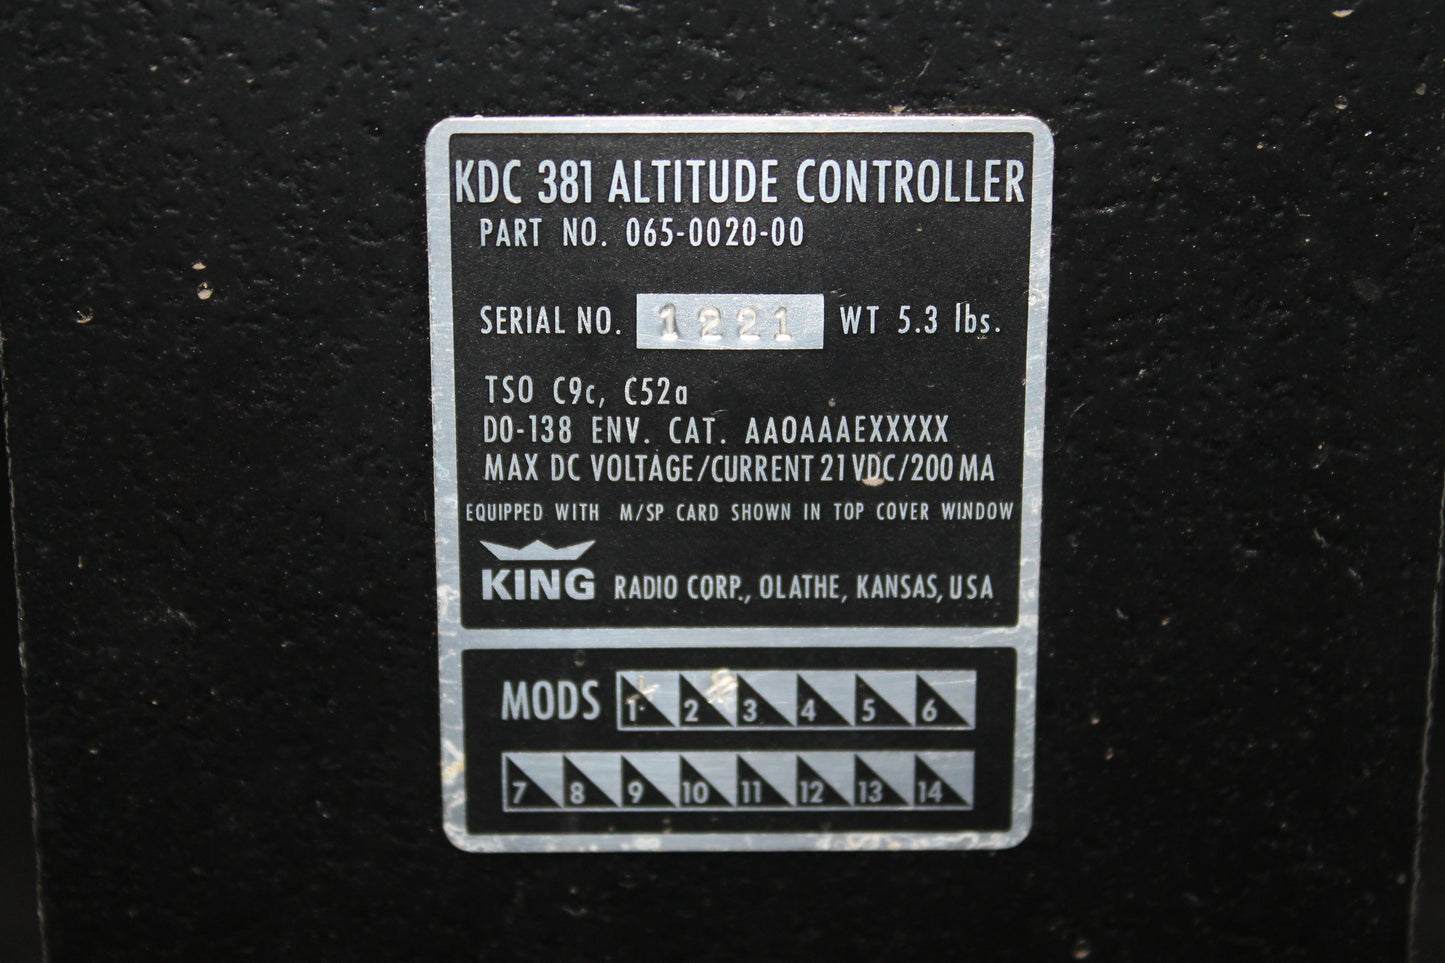 KDC 381 ALTITUDE CONTROLLER
PART NO. 065-0020-00
SERIAL NO. 1221 WT 5.3 lbs.
TSO C9c, C52a
DO-138 ENV. CAT. AAOAAAEXXXXX
MAX DC VOLTAGE/CURRENT 21 VDC/200 MA
EQUIPPED WITH M/SP CARD SHOWN IN TOP COVER WINDOW
KING RADIO CORP., OLATHE, KANSAS, USA
MODS 1 2 3 4 5 6
7 8 9 10 11 12 13 14